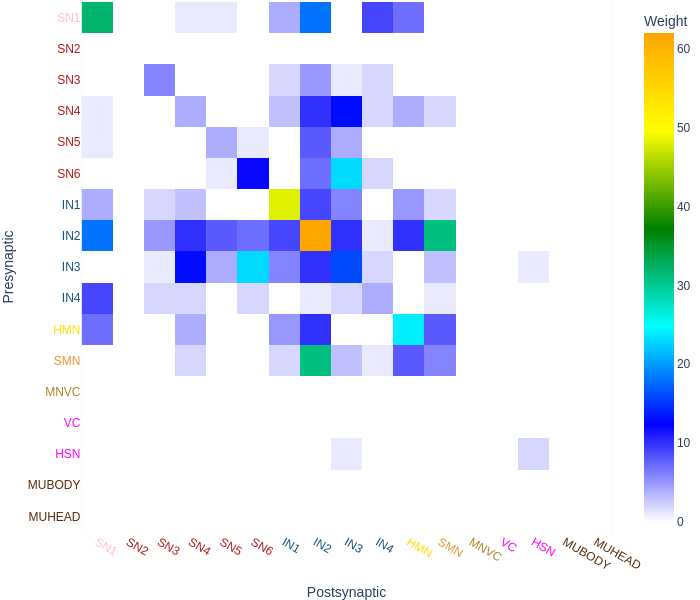 Weight
SN1
SN2
SN3
SN4
SN5
SN6
IN1
IN2
IN3
IN4
HMN
SMN
MNVC
VC
HSN
MUBODY
MUHEAD
Presynaptic
60
50
40
30
20
10
0
SN1
SN2
SN3
SN4
SN5
SN6
IN1
IN2
IN3
IN4
HMN
SMN
MNVC
VC
HSN
MUBODY
MUHEAD
Postsynaptic